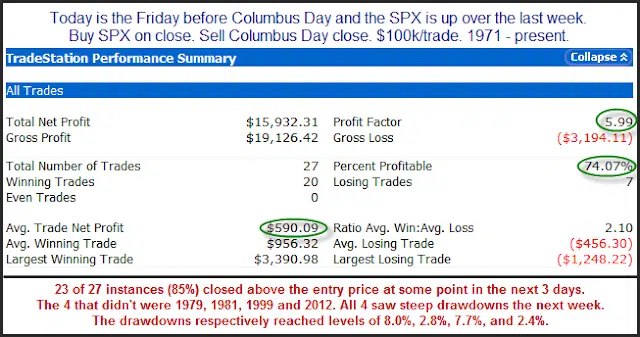 Today is the Friday before Columbus Day and the SPX is up over the last week.
Buy SPX on close. Sell Columbus Day close. $100k/trade. 1971 - present.
TradeStation Performance Summary Collapse
All Trades
Total Net Profit $15,932.31 Profit Factor 5.99
Gross Profit $19,126.42 Gross Loss ($3,194.11)
Total Number of Trades 27 Percent Profitable 74.07%
Winning Trades 20 Losing Trades 7
Even Trades 0
Avg. Trade Net Profit $590.09 Ratio Avg. Win:Avg. Loss 2.10
Avg. Winning Trade $956.32 Avg. Losing Trade ($456.30)
Largest Winning Trade $3,390.98 Largest Losing Trade ($1,248.22)
23 of 27 instances (85%) closed above the entry price at some point in the next 3 days.
The 4 that didn't were 1979, 1981, 1999 and 2012. All 4 saw steep drawdowns the next week.
The drawdowns respectively reached levels of 8.0%, 2.8%, 7.7%, and 2.4%.